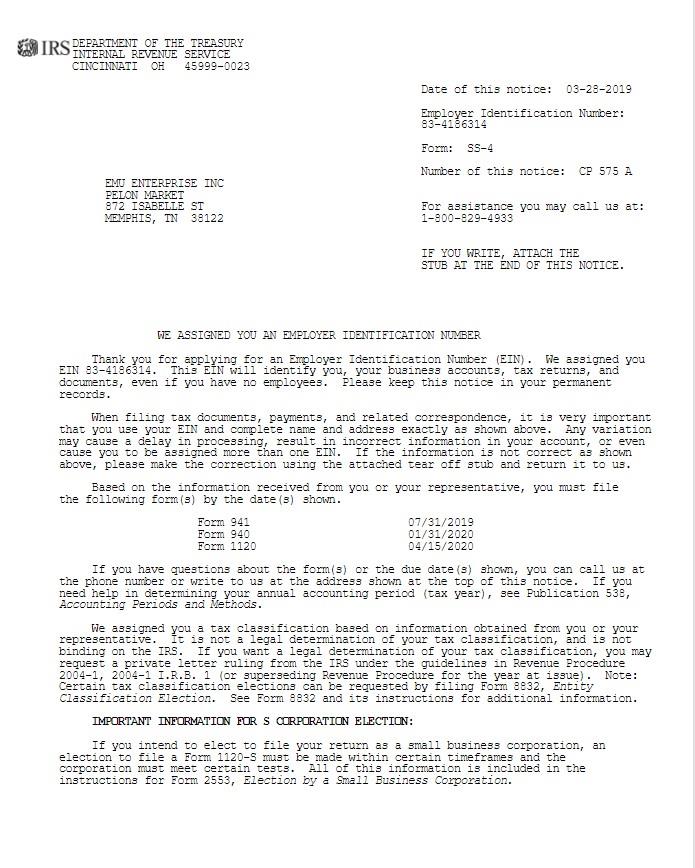 IRS DEPARTMENT OF THE TREASURY
INTERNAL REVENUE SERVICE
CINCINNATI OH 45999-0023
Date of this notice: 03-28-2019
Employer Identification Number:
83-4186314
Form: SS-4
Number of this notice: CP 575 A
EMU ENTERPRISE INC
PELON MARKET
872 ISABELLE ST
MEMPHIS, TN 38122
For assistance you may call us at:
1-800-829-4933
IF YOU WRITE, ATTACH THE
STUB AT THE END OF THIS NOTICE.
WE ASSIGNED YOU AN EMPLOYER IDENTIFICATION NUMBER
Thank you for applying for an Employer Identification Number (EIN). We assigned you
EIN 83-4186314. This EIN will identify you, your business accounts, tax returns, and
documents, even if you have no employees. Please keep this notice in your permanent
records.
When filing tax documents, payments, and related correspondence, it is very important
that you use your EIN and complete name and address exactly as shown above. Any variation
may cause a delay in processing, result in incorrect information in your account, or even
cause you to be assigned more than one EIN. If the information is not correct as shown
above, please make the correction using the attached tear off stub and return it to us.
Based on the information received from you or your representative, you must file
the following form(s) by the date(s) shown.
Form 941 07/31/2019
Form 940 01/31/2020
Form 1120 04/15/2020
If you have questions about the form(s) or the due date(s) shown, you can call us at
the phone number or write to us at the address shown at the top of this notice. If you
need help in determining your annual accounting period (tax year), see Publication 538,
Accounting Periods and Methods.
We assigned you a tax classification based on information obtained from you or your
representative. It is not a legal determination of your tax classification, and is not
binding on the IRS. If you want a legal determination of your tax classification, you may
request a private letter ruling from the IRS under the guidelines in Revenue Procedure
2004-1, 2004-1 I.R.B. 1 (or superseding Revenue Procedure for the year at issue). Note:
Certain tax classification elections can be requested by filing Form 8832, Entity
Classification Election. See Form 8832 and its instructions for additional information.
IMPORTANT INFORMATION FOR S CORPORATION ELECTION:
If you intend to elect to file your return as a small business corporation, an
election to file a Form 1120-S must be made within certain timeframes and the
corporation must meet certain tests. All of this information is included in the
instructions for Form 2553, Election by a Small Business Corporation.